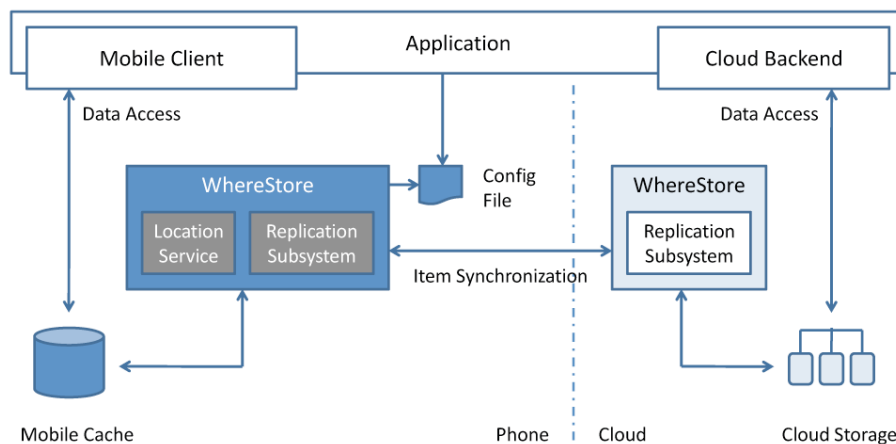 Application
Mobile Client
Cloud Backend
Data Access
Data Access
WhereStore
Location
Service
Replication
Subsystem
Config
File
WhereStore
Replication
Subsystem
Item Synchronization
Mobile Cache
Phone
Cloud
Cloud Storage